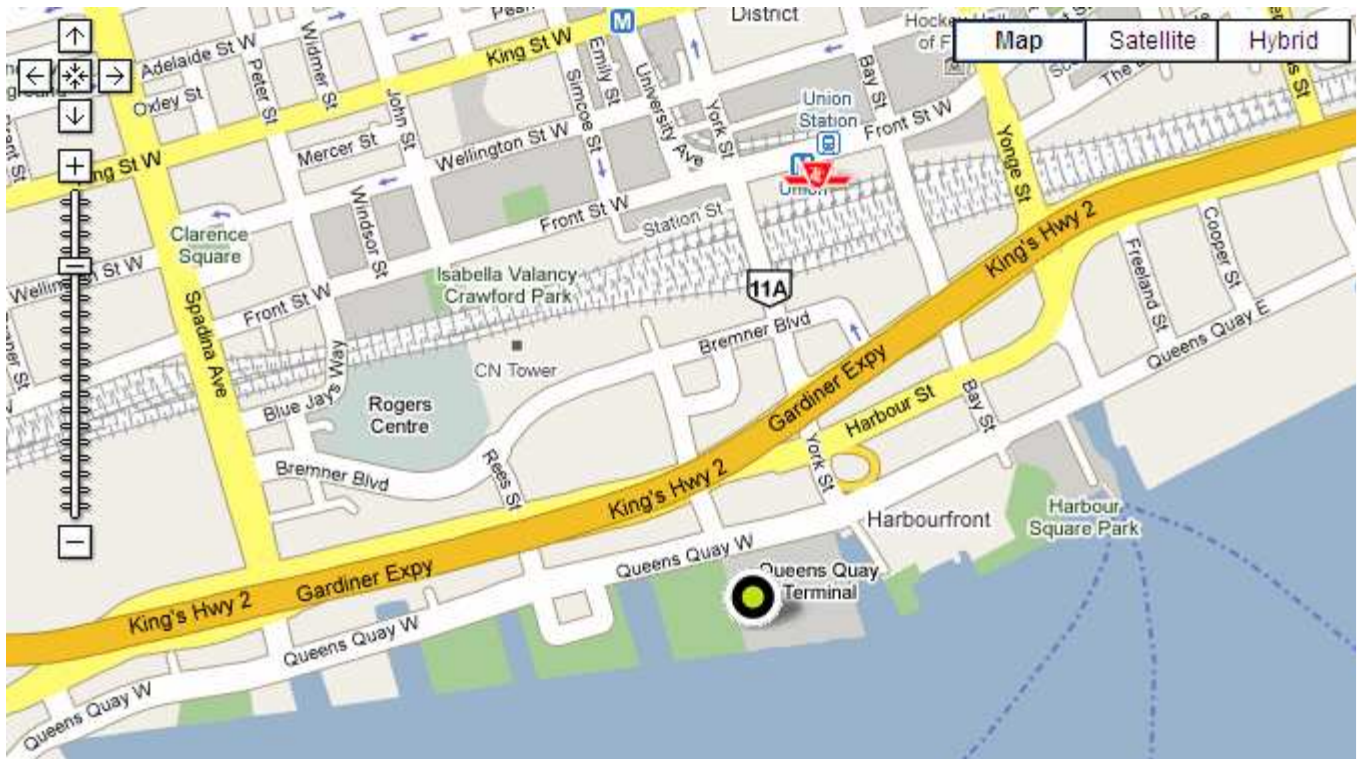 District
Hockey Hall
of F
Map
Satellite
Hybrid
King St W
Adelaide St W
Widmer St
Peter St
Oxley St
John St
Emily St
Simcoe St
University Ave
York St
Bay St
Union
Station
Front St W
Yonge St
Mercer St
Wellington St W
King St W
Union
Windsor St
Front St W
Station St
Clarence
Square
Wellington St W
Isabella Valancy
Crawford Park
King's Hwy 2
Cooper St
Freeland St
11A
Front St W
Spadina Ave
Bremner Blvd
Queens Quay E
CN Tower
Blue Jays Way
Rogers
Centre
Gardiner Expy
Harbour St
Bay St
Bremner Blvd
Rees St
King's Hwy 2
York St
Harbourfront
Harbour
Square Park
Queens Quay W
Queens Quay
Terminal
Gardiner Expy
King's Hwy 2
Queens Quay W
Queens Quay W